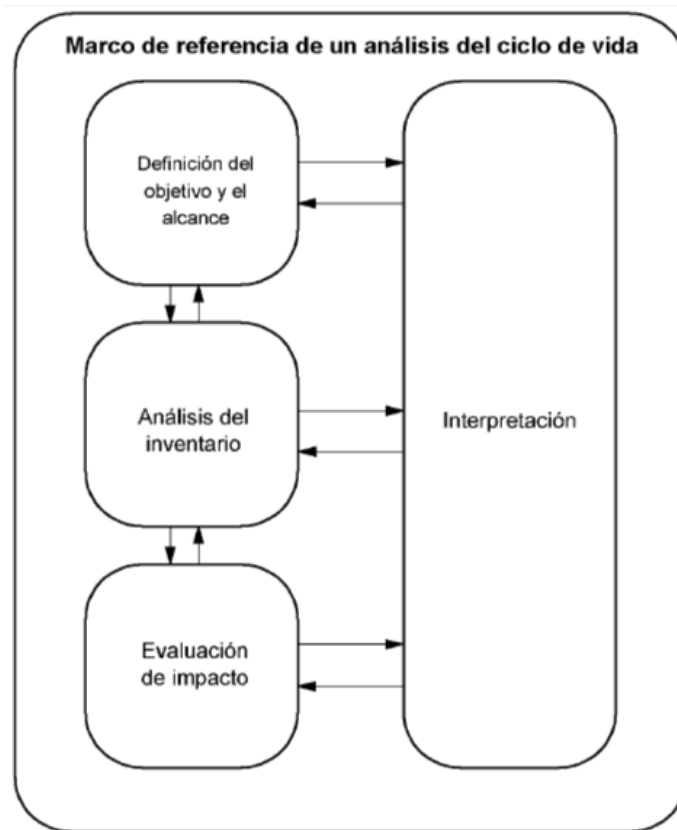 Marco de referencia de un análisis del ciclo de vida
Definición del
objetivo y el
alcance
Análisis del
inventario
Interpretación
Evaluación
de impacto